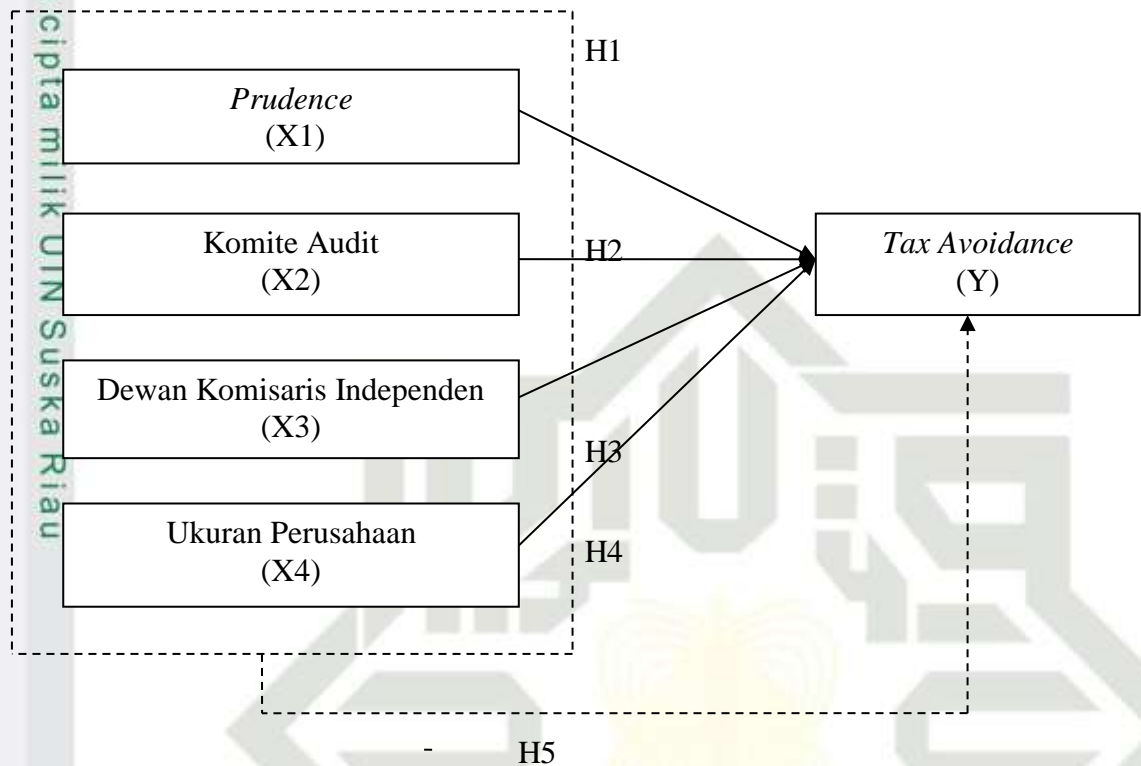 cipta milik UIN Suska Riau
H1
Prudence
(X1)
Komite Audit
(X2)
H2
Tax Avoidance
(Y)
Dewan Komisaris Independen
(X3)
H3
Ukuran Perusahaan
(X4)
H4
-
H5